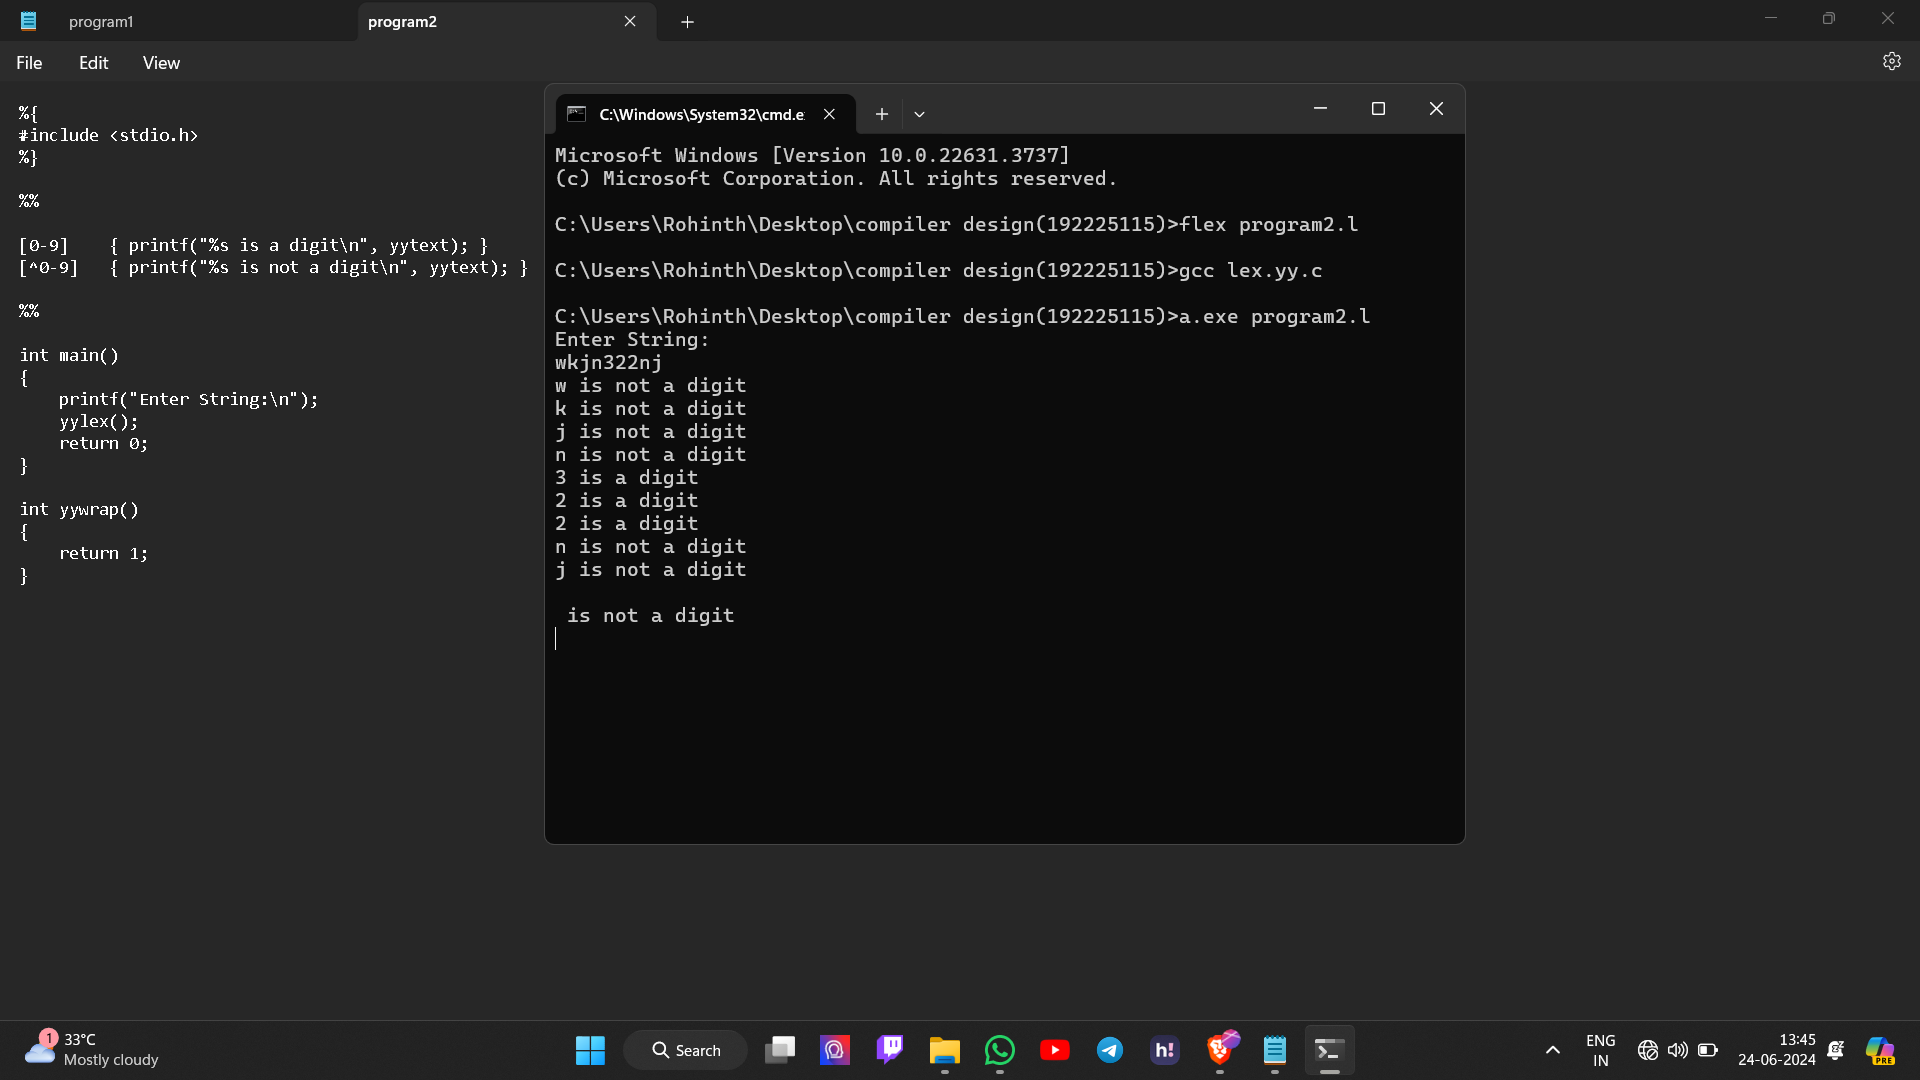 program1
program2
File Edit View
%{
#include <stdio.h>
%}
%%
[0-9]    { printf("%s is a digit\n", yytext); }
[^0-9]   { printf("%s is not a digit\n", yytext); }
%%
int main()
{
    printf("Enter String:\n");
    yylex();
    return 0;
}
int yywrap()
{
    return 1;
}
C:\Windows\System32\cmd.e
Microsoft Windows [Version 10.0.22631.3737]
(c) Microsoft Corporation. All rights reserved.
C:\Users\Rohinth\Desktop\compiler design(192225115)>flex program2.l
C:\Users\Rohinth\Desktop\compiler design(192225115)>gcc lex.yy.c
C:\Users\Rohinth\Desktop\compiler design(192225115)>a.exe program2.l
Enter String:
wkjn322nj
w is not a digit
k is not a digit
j is not a digit
n is not a digit
3 is a digit
2 is a digit
2 is a digit
n is not a digit
j is not a digit
 is not a digit
1
33°C
Mostly cloudy
Search
h!
ENG
IN
13:45
24-06-2024
PRE